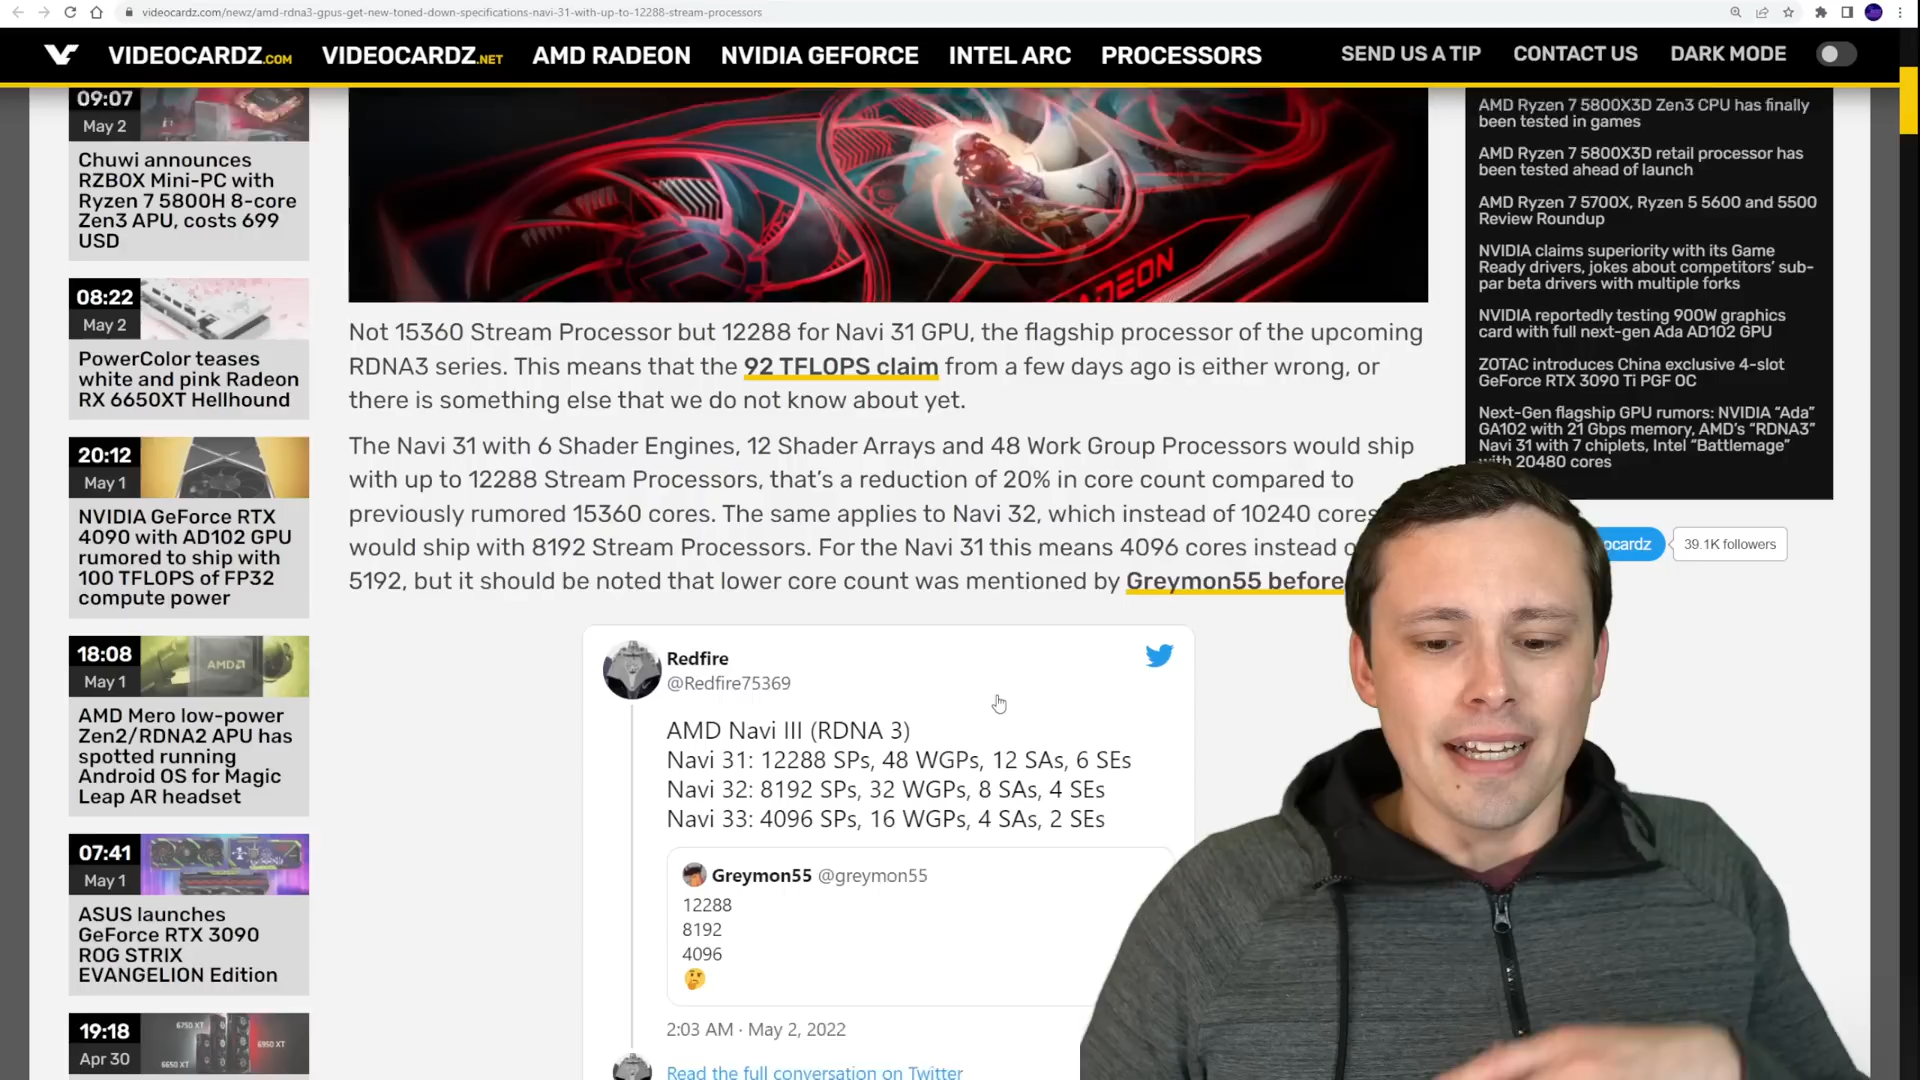 videocardz.com/newz/amd-rdna3-gpus-get-new-toned-down-specifications-navi-31-with-up-to-12288-stream-processors
VIDEOCARDZ.COM
VIDEOCARDZ.NET
AMD RADEON
NVIDIA GEFORCE
INTEL ARC
PROCESSORS
SEND US A TIP
CONTACT US
DARK MODE
09:07
May 2
Chuwi announces
RZBOX Mini-PC with
Ryzen 7 5800H 8-core
Zen3 APU, costs 699
USD
08:22
May 2
PowerColor teases
white and pink Radeon
RX 6650XT Hellhound
20:12
May 1
NVIDIA GeForce RTX
4090 with AD102 GPU
rumored to ship with
100 TFLOPS of FP32
compute power
18:08
May 1
AMD
AMD Mero low-power
Zen2/RDNA2 APU has
spotted running
Android OS for Magic
Leap AR headset
07:41
May 1
ASUS launches
GeForce RTX 3090
ROG STRIX
EVANGELION Edition
19:18
Apr 30
6750 XT
6950 XT
6650 XT
RADEON
Not 15360 Stream Processor but 12288 for Navi 31 GPU, the flagship processor of the upcoming
RDNA3 series. This means that the 92 TFLOPS claim from a few days ago is either wrong, or
there is something else that we do not know about yet.
The Navi 31 with 6 Shader Engines, 12 Shader Arrays and 48 Work Group Processors would ship
with up to 12288 Stream Processors, that's a reduction of 20% in core count compared to
previously rumored 15360 cores. The same applies to Navi 32, which instead of 10240 cores
would ship with 8192 Stream Processors. For the Navi 31 this means 4096 cores instead o
5192, but it should be noted that lower core count was mentioned by Greymon55 before
Redfire
@Redfire75369
AMD Navi III (RDNA 3)
Navi 31: 12288 SPs, 48 WGPs, 12 SAs, 6 SEs
Navi 32: 8192 SPs, 32 WGPs, 8 SAs, 4 SEs
Navi 33: 4096 SPs, 16 WGPs, 4 SAs, 2 SEs
Greymon55 @greymon55
12288
8192
4096
🤔
2:03 AM · May 2, 2022
Read the full conversation on Twitter
AMD Ryzen 7 5800X3D Zen3 CPU has finally
been tested in games
AMD Ryzen 7 5800X3D retail processor has
been tested ahead of launch
AMD Ryzen 7 5700X, Ryzen 5 5600 and 5500
Review Roundup
NVIDIA claims superiority with its Game
Ready drivers, jokes about competitors' sub-
par beta drivers with multiple forks
NVIDIA reportedly testing 900W graphics
card with full next-gen Ada AD102 GPU
ZOTAC introduces China exclusive 4-slot
GeForce RTX 3090 Ti PGF OC
Next-Gen flagship GPU rumors: NVIDIA "Ada"
GA102 with 21 Gbps memory, AMD's "RDNA3"
Navi 31 with 7 chiplets, Intel "Battlemage"
with 20480 cores
ocardz
39.1K followers